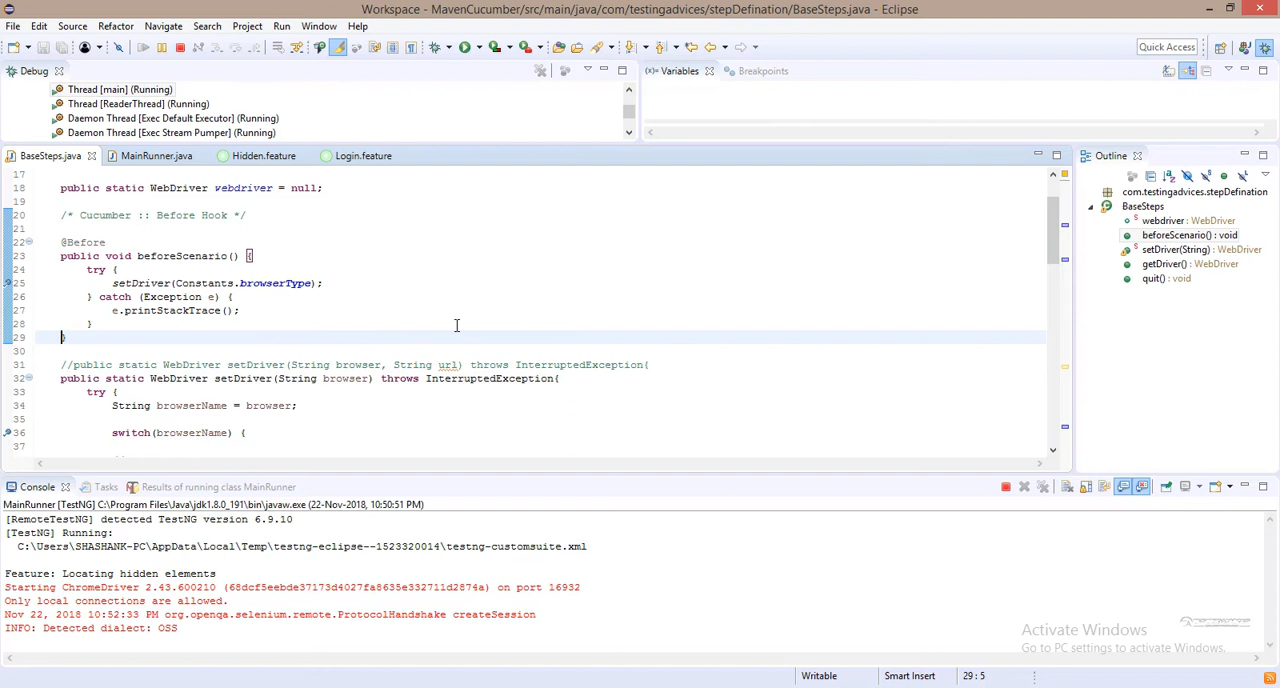 Workspace - MavenCucumber/src/main/java/com/testingadvices/stepDefination/BaseSteps.java - Eclipse
File Edit Source Refactor Navigate Search Project Run Window Help
Quick Access
Debug
Variables Breakpoints
Thread [main] (Running)
Thread [ReaderThread] (Running)
Daemon Thread [Exec Default Executor] (Running)
Daemon Thread [Exec Stream Pumper] (Running)
BaseSteps.java MainRunner.java Hidden.feature Login.feature
Outline
com.testingadvices.stepDefination
BaseSteps
webdriver : WebDriver
beforeScenario() : void
setDriver(String) : WebDriver
getDriver() : WebDriver
quit() : void
17
18 public static WebDriver webdriver = null;
19
20 /* Cucumber :: Before Hook */
21
22 @Before
23 public void beforeScenario() {
24 try {
25 setDriver(Constants.browserType);
26 } catch (Exception e) {
27 e.printStackTrace();
28 }
29 }
30
31 //public static WebDriver setDriver(String browser, String url) throws InterruptedException{
32 public static WebDriver setDriver(String browser) throws InterruptedException{
33 try {
34 String browserName = browser;
35
36 switch(browserName) {
37
Console Tasks Results of running class MainRunner
MainRunner [TestNG] C:\Program Files\Java\jdk1.8.0_191\bin\javaw.exe (22-Nov-2018, 10:50:51 PM)
[RemoteTestNG] detected TestNG version 6.9.10
[TestNG] Running:
C:\Users\SHASHANK-PC\AppData\Local\Temp\testng-eclipse--1523320014\testng-customsuite.xml
Feature: Locating hidden elements
Starting ChromeDriver 2.43.600210 (68dcf5eebde37173d4027fa8635e332711d2874a) on port 16932
Only local connections are allowed.
Nov 22, 2018 10:52:33 PM org.openqa.selenium.remote.ProtocolHandshake createSession
INFO: Detected dialect: OSS
Activate Windows
Go to PC settings to activate Windows.
Writable Smart Insert 29 : 5